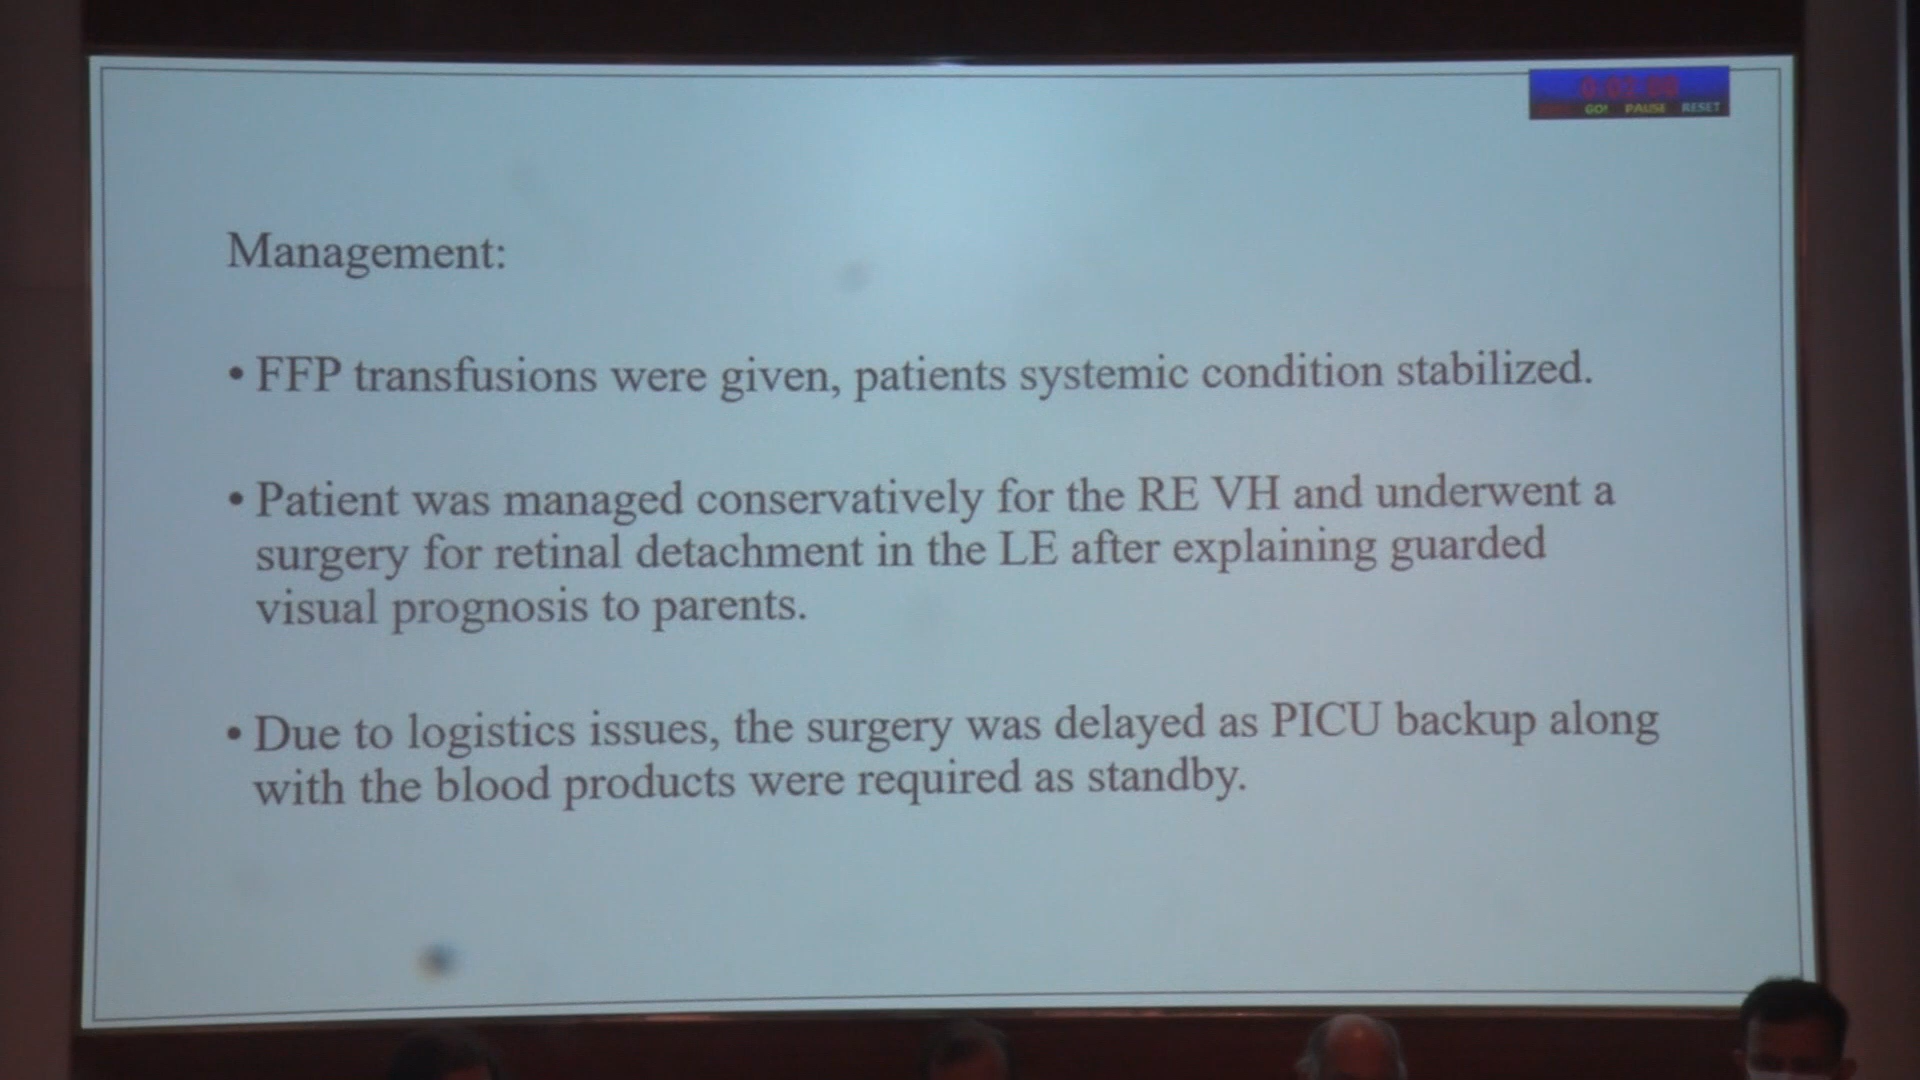 GO! PAUSE RESET
Management:
• FFP transfusions were given, patients systemic condition stabilized.
• Patient was managed conservatively for the RE VH and underwent a
surgery for retinal detachment in the LE after explaining guarded
visual prognosis to parents.
• Due to logistics issues, the surgery was delayed as PICU backup along
with the blood products were required as standby.